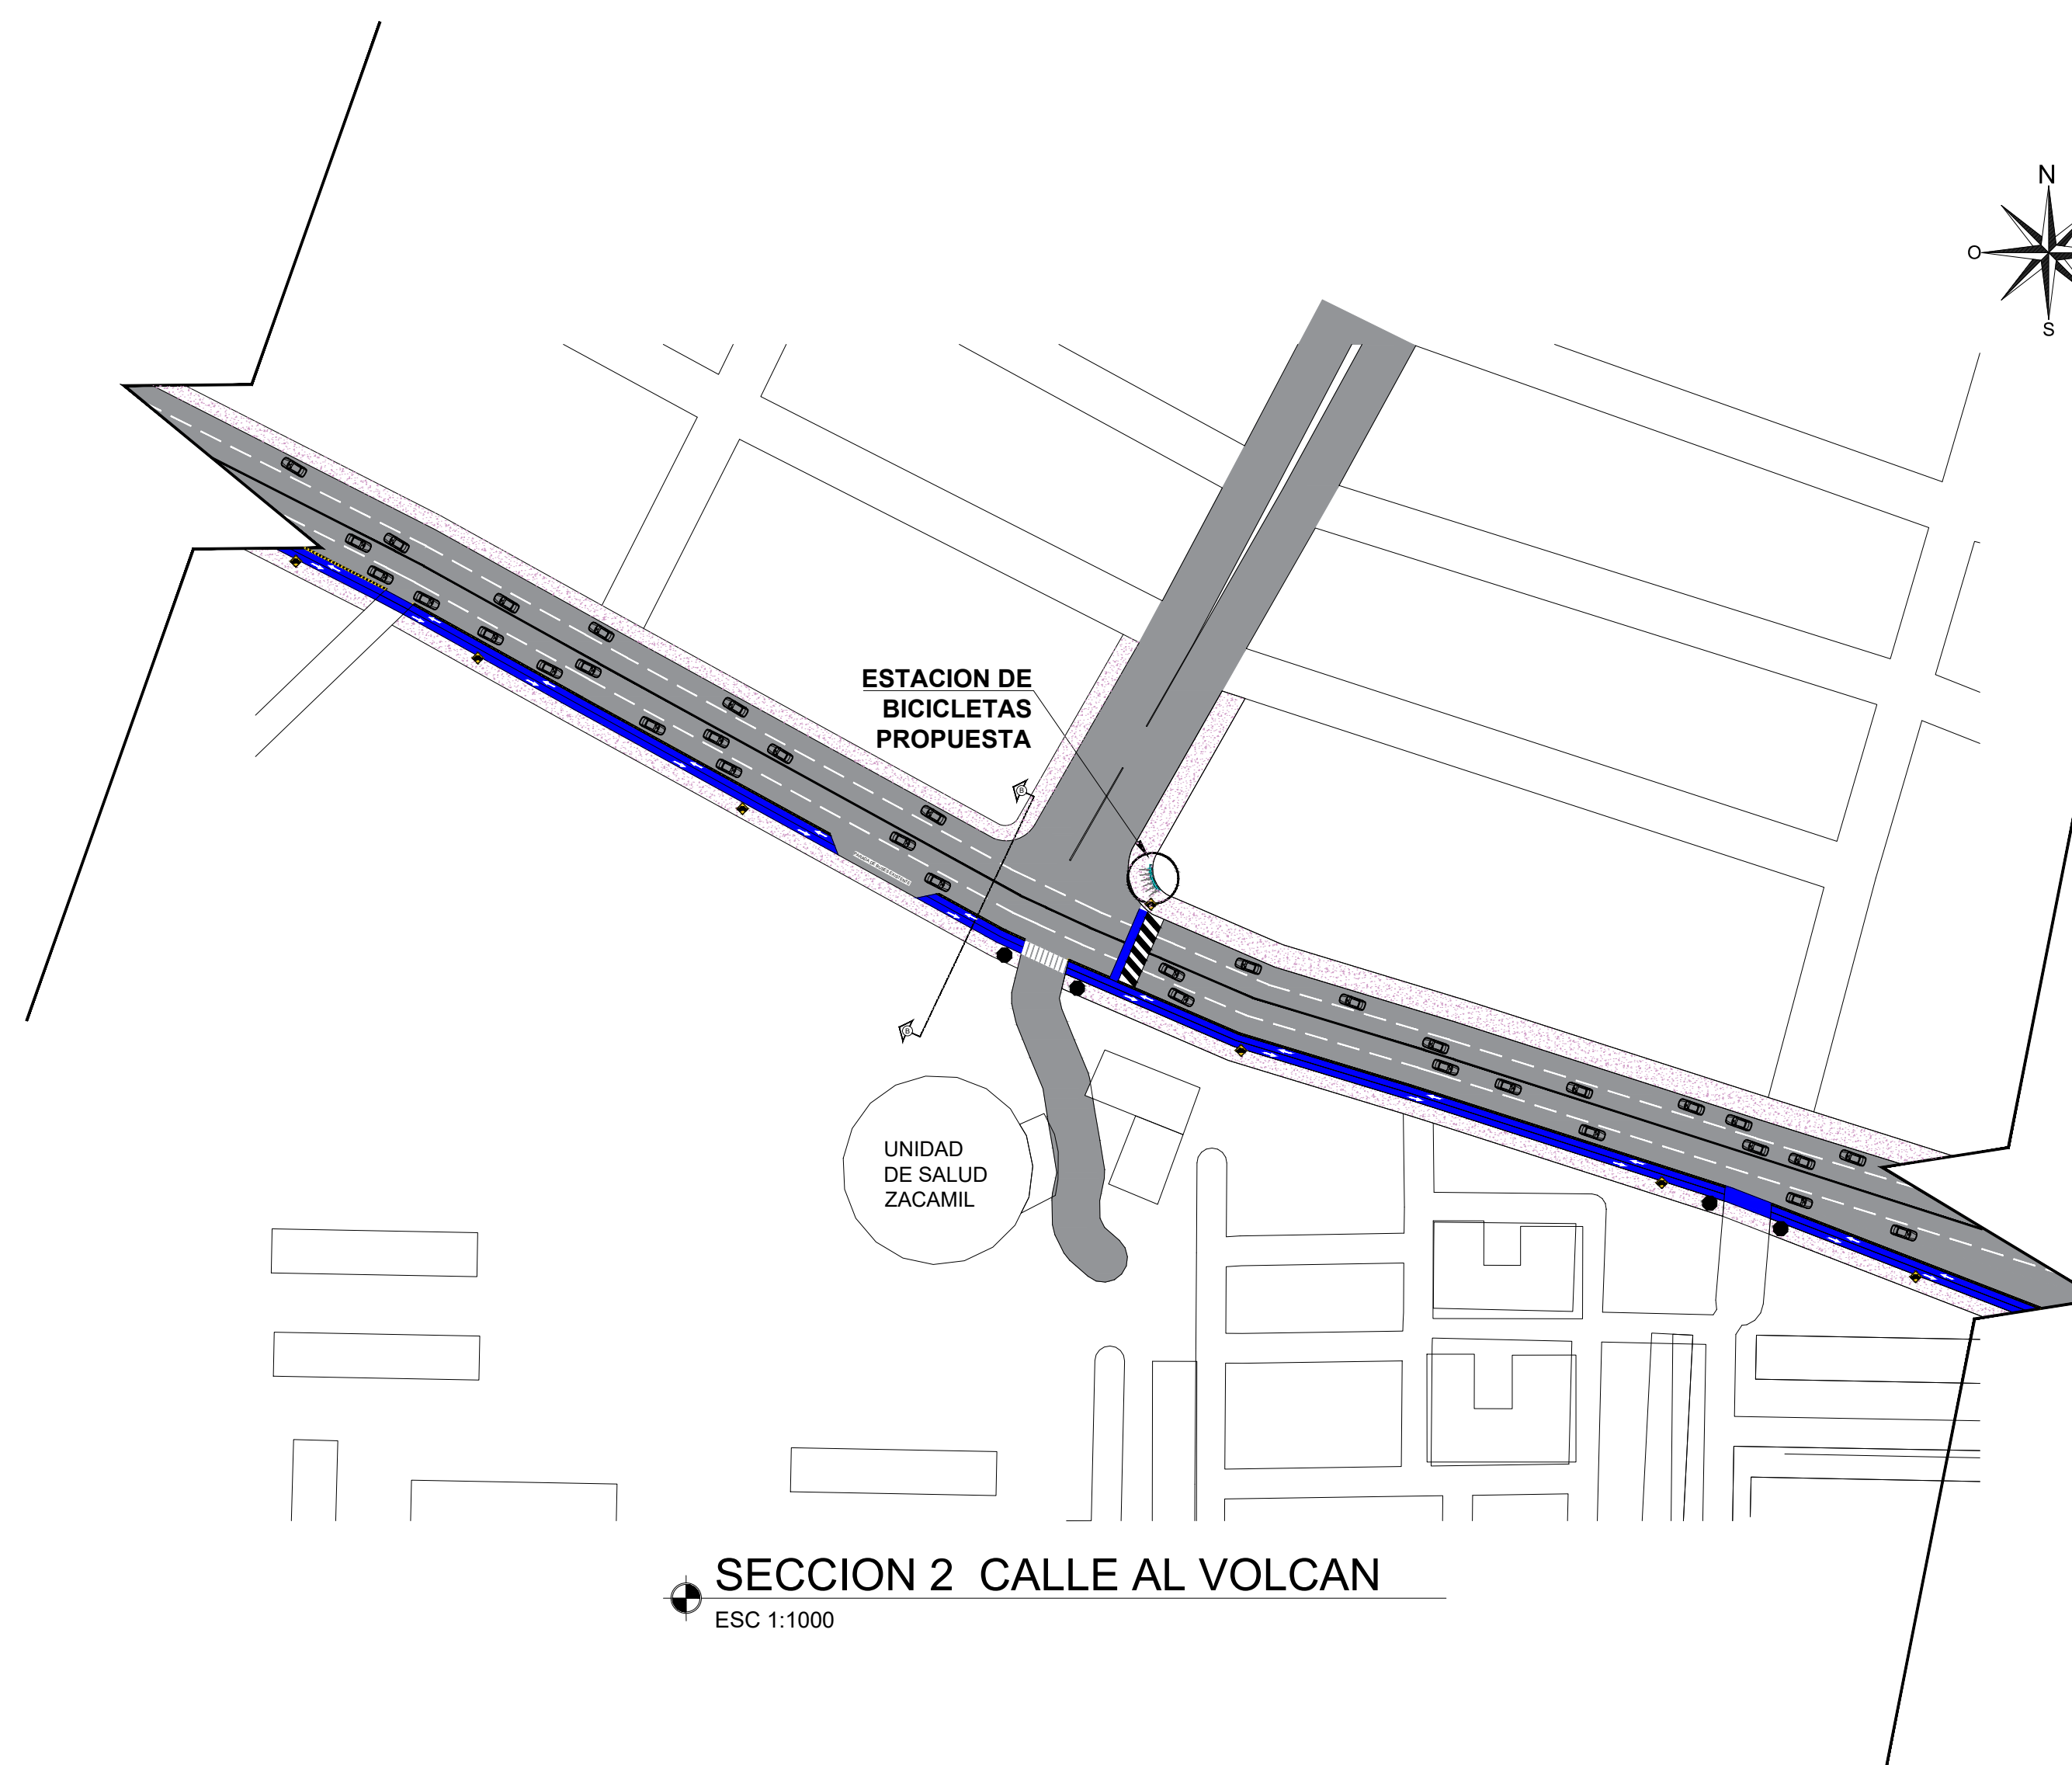 N
O
S
ESTACION DE
BICICLETAS
PROPUESTA
B
B
UNIDAD
DE SALUD
ZACAMIL
SECCION 2 CALLE AL VOLCAN
ESC 1:1000